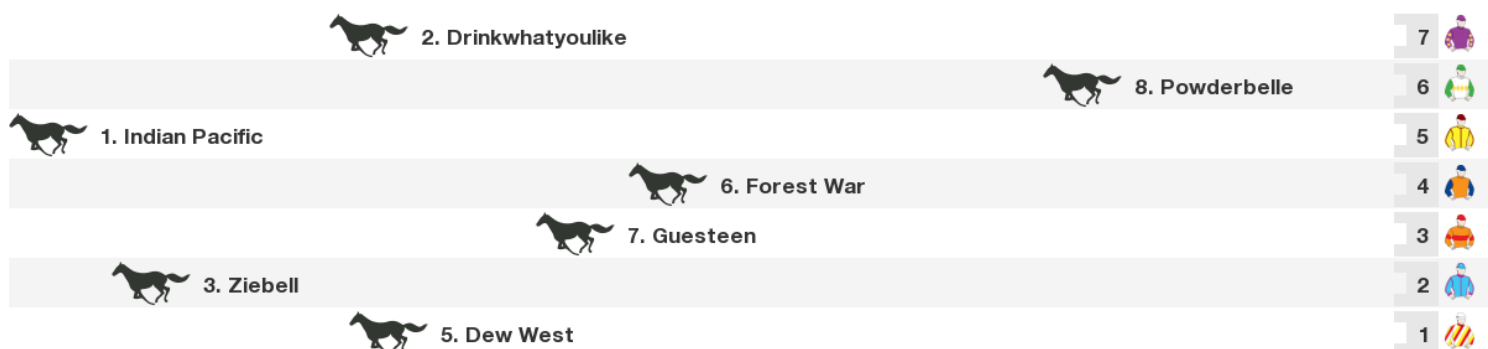 2. Drinkwhatyoulike 7
8. Powderbelle 6
1. Indian Pacific 5
6. Forest War 4
7. Guesteen 3
3. Ziebell 2
5. Dew West 1